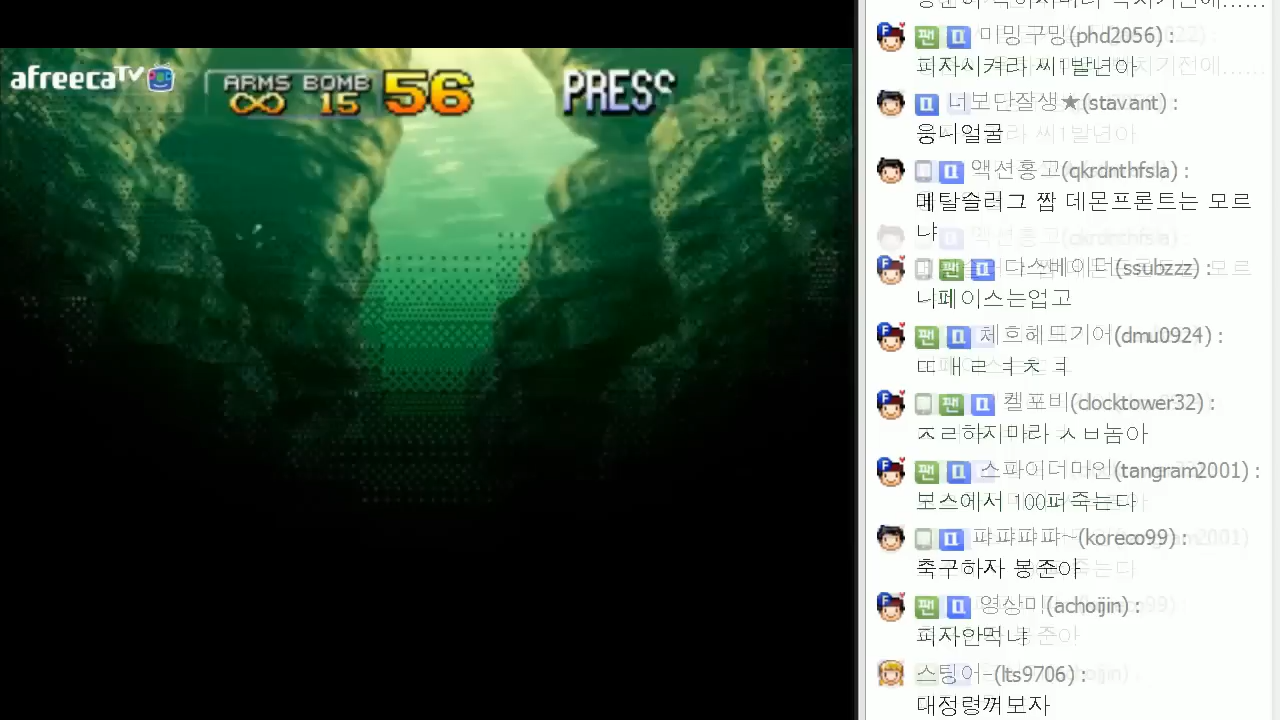 afreecaTV
ARMS BOMB 56 PRESS
∞ 15
미밍구밍(phd2056) :
피자시켜라 씨1발년아
너보단잘생★(stavant) :
웅니얼굴
액션홍고(qkrdnthfsla) :
메탈슬러그 짭 데몬프론트는 모르
냐
다스베이더(ssubzzz) :
니페이스는업고
체흐헤뜨기어(dmu0924) :
켈포비(clocktower32) :
ㅈㄹ하지마라 ㅅㅂ놈아
스파이더마인(tangram2001) :
보스에서 100퍼죽는다
퍄퍄퍄퍄~(koreco99) :
축구하자 봉준아
영상미(achoijin) :
피자안먹냐
스팅어-(lts9706) :
대정령꺼보자